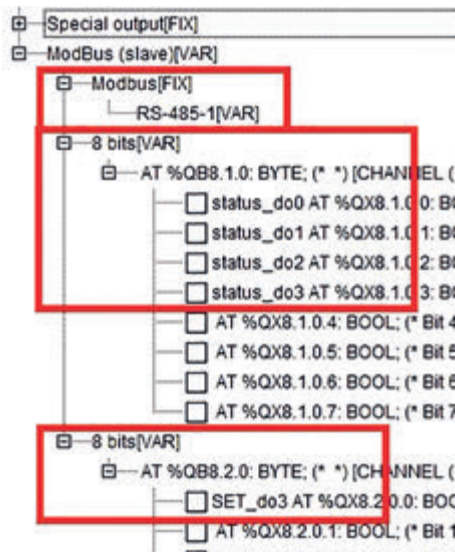 Special output[FIX]
ModBus (slave)[VAR]
Modbus[FIX]
RS-485-1[VAR]
8 bits[VAR]
AT %QB8.1.0: BYTE; (* *) [CHANNEL (
status_do0 AT %QX8.1.0.0: BO
status_do1 AT %QX8.1.0.1: BO
status_do2 AT %QX8.1.0.2: BO
status_do3 AT %QX8.1.0.3: BO
AT %QX8.1.0.4: BOOL; (* Bit 4
AT %QX8.1.0.5: BOOL; (* Bit 5
AT %QX8.1.0.6: BOOL; (* Bit 6
AT %QX8.1.0.7: BOOL; (* Bit 7
8 bits[VAR]
AT %QB8.2.0: BYTE; (* *) [CHANNEL (
SET_do3 AT %QX8.2.0.0: BOO
AT %QX8.2.0.1: BOOL; (* Bit 1